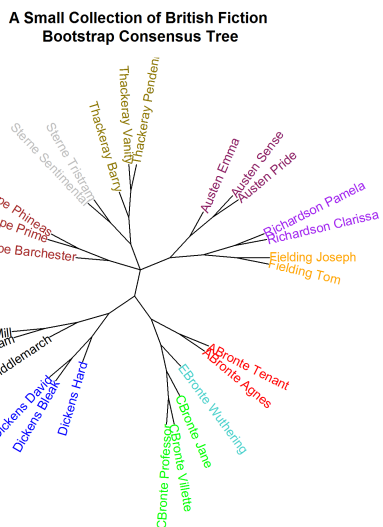 A Small Collection of British Fiction
Bootstrap Consensus Tree
Thackeray Penden
Thackeray Vanity
Thackeray Barry
Sterne Tristram
Sterne Sentimental
Austen Emma
Austen Sense
Austen Pride
Richardson Pamela
Richardson Clarissa
Fielding Joseph
Fielding Tom
pe Phineas
pe Prime
pe Barchester
Mill
am
ddlemarch
Dickens David
Dickens Bleak
Dickens Hard
ABronte Tenant
ABronte Agnes
EBronte Wuthering
CBronte Jane
CBronte Villette
CBronte Professor